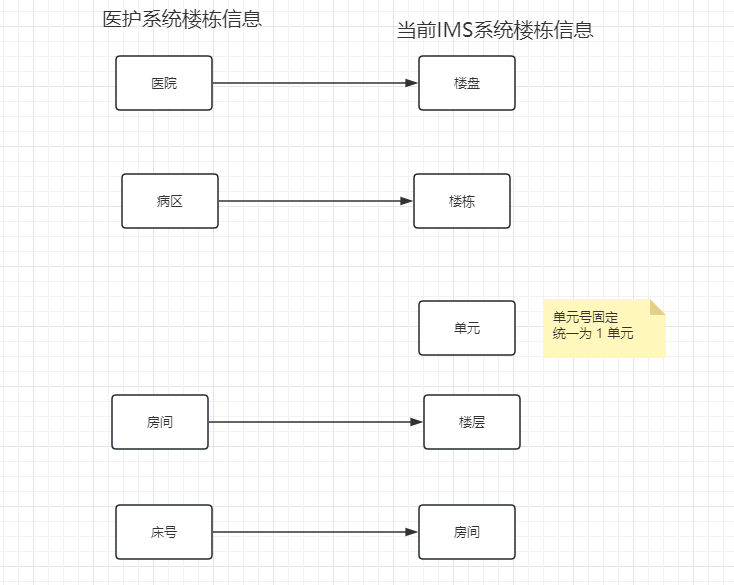 医护系统楼栋信息
当前IMS系统楼栋信息
医院
楼盘
病区
楼栋
单元
单元号固定
统一为 1 单元
房间
楼层
床号
房间